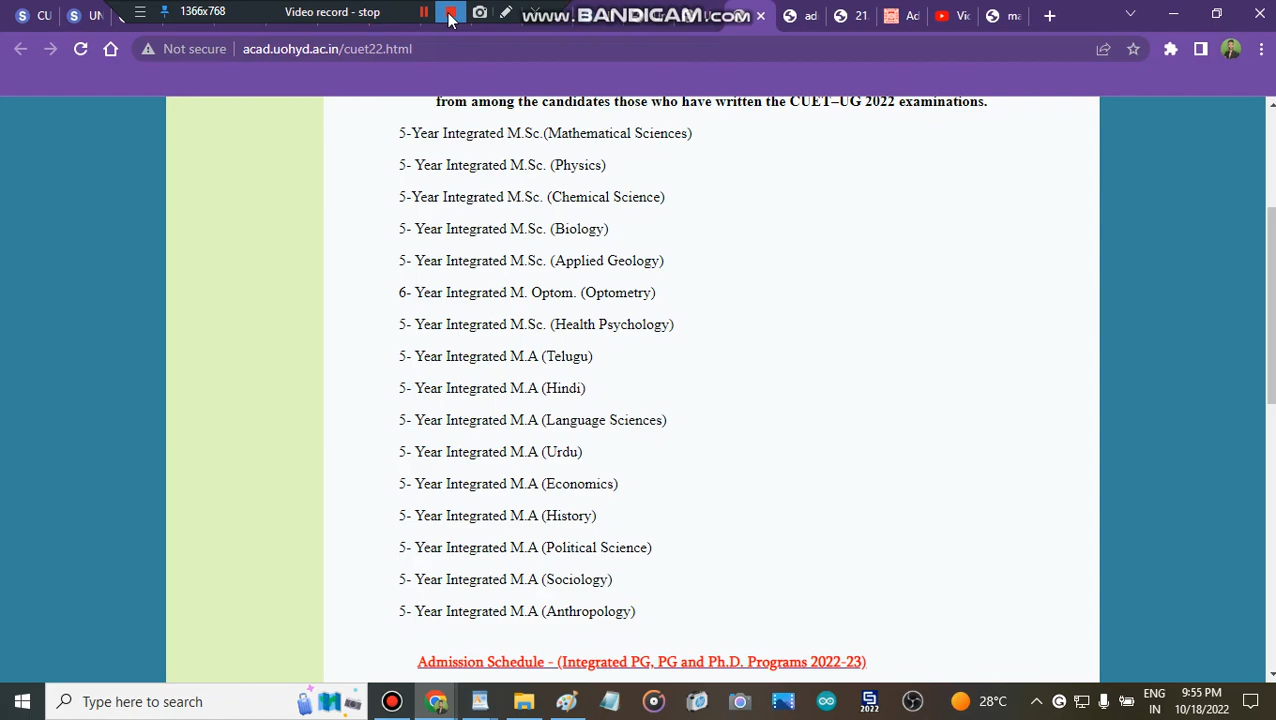 1366x768
Video record - stop
www.BANDICAM.com
CU
UN
ad
21.
Ad
Vid
ma
Not secure
acad.uohyd.ac.in/cuet22.html
from among the candidates those who have written the CUET–UG 2022 examinations.
5-Year Integrated M.Sc.(Mathematical Sciences)
5- Year Integrated M.Sc. (Physics)
5-Year Integrated M.Sc. (Chemical Science)
5- Year Integrated M.Sc. (Biology)
5- Year Integrated M.Sc. (Applied Geology)
6- Year Integrated M. Optom. (Optometry)
5- Year Integrated M.Sc. (Health Psychology)
5- Year Integrated M.A (Telugu)
5- Year Integrated M.A (Hindi)
5- Year Integrated M.A (Language Sciences)
5- Year Integrated M.A (Urdu)
5- Year Integrated M.A (Economics)
5- Year Integrated M.A (History)
5- Year Integrated M.A (Political Science)
5- Year Integrated M.A (Sociology)
5- Year Integrated M.A (Anthropology)
Admission Schedule - (Integrated PG, PG and Ph.D. Programs 2022-23)
Type here to search
2022
28°C
ENG
IN
9:55 PM
10/18/2022